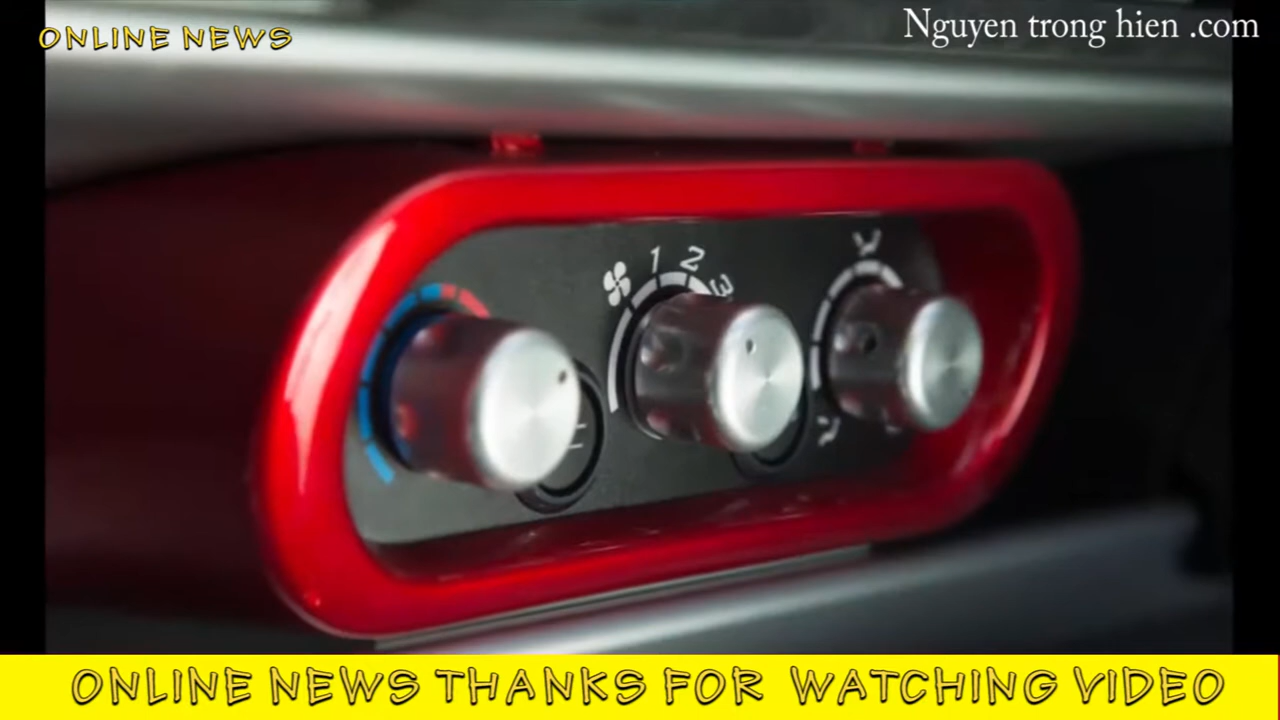 ONLINE NEWS
Nguyen trong hien .com
1 2 3
ONLINE NEWS THANKS FOR WATCHING VIDEO